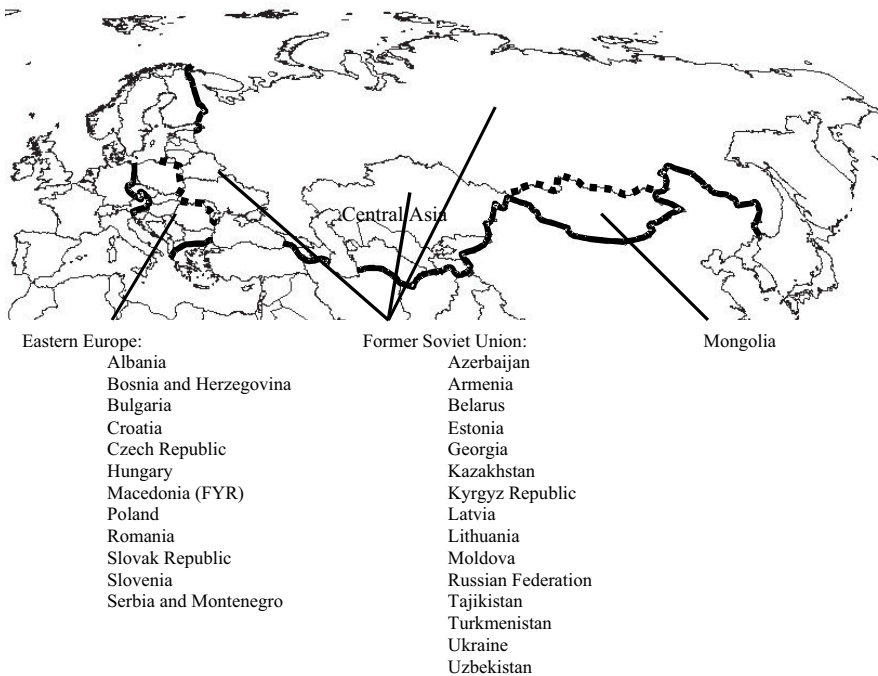 Central Asia
Eastern Europe:
Albania
Bosnia and Herzegovina
Bulgaria
Croatia
Czech Republic
Hungary
Macedonia (FYR)
Poland
Romania
Slovak Republic
Slovenia
Serbia and Montenegro
Former Soviet Union:
Azerbaijan
Armenia
Belarus
Estonia
Georgia
Kazakhstan
Kyrgyz Republic
Latvia
Lithuania
Moldova
Russian Federation
Tajikistan
Turkmenistan
Ukraine
Uzbekistan
Mongolia